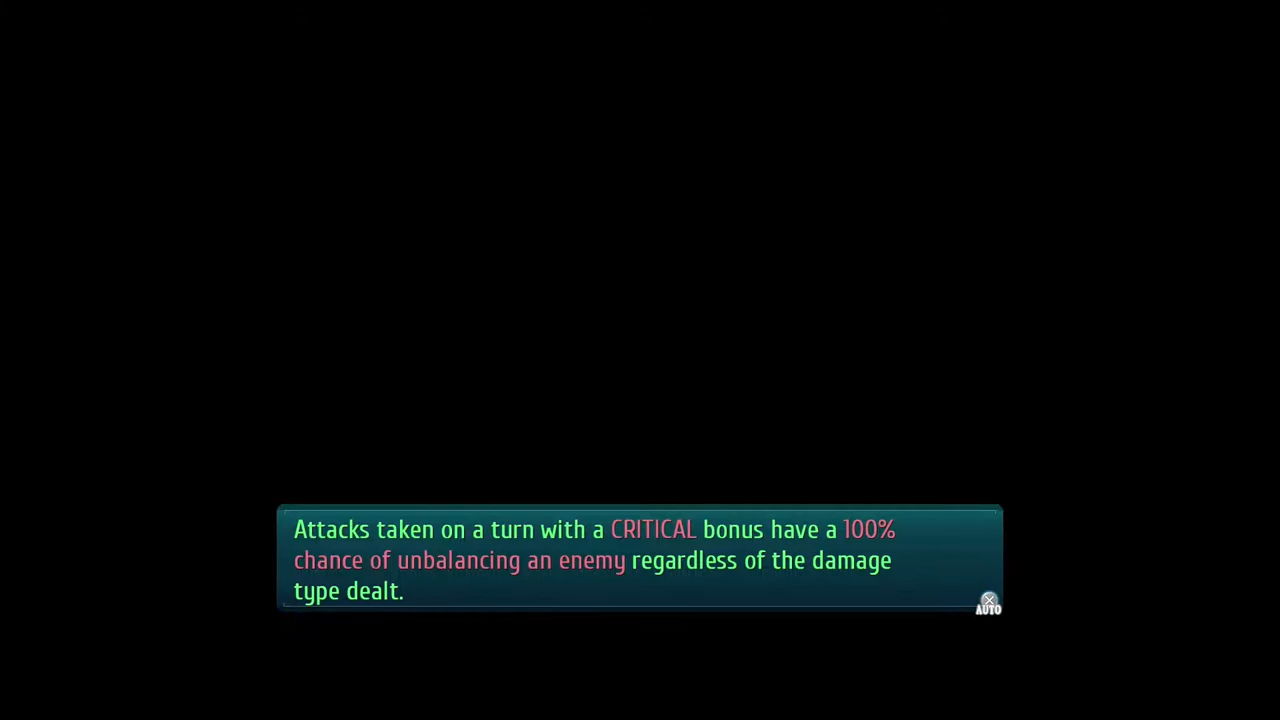 Attacks taken on a turn with a CRITICAL bonus have a 100%
chance of unbalancing an enemy regardless of the damage
type dealt.
AUTO